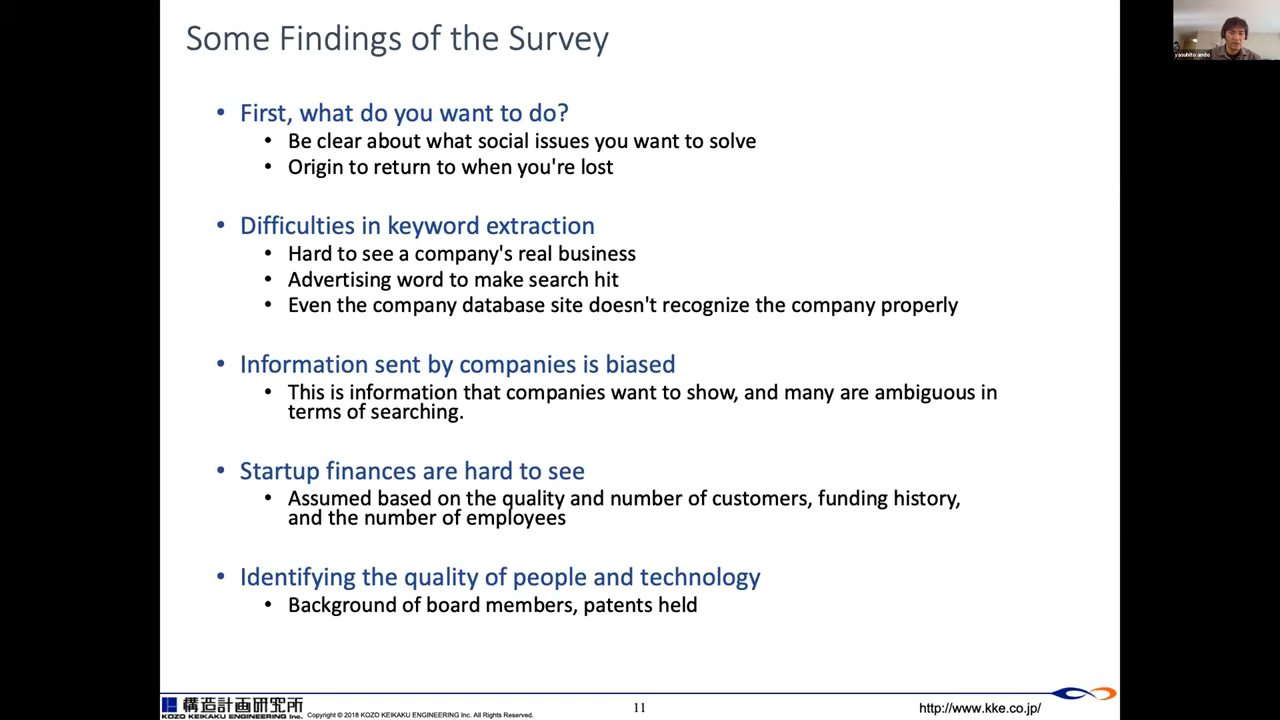 Some Findings of the Survey
yasuhito ando
• First, what do you want to do?
• Be clear about what social issues you want to solve
• Origin to return to when you're lost
• Difficulties in keyword extraction
• Hard to see a company's real business
• Advertising word to make search hit
• Even the company database site doesn't recognize the company properly
• Information sent by companies is biased
• This is information that companies want to show, and many are ambiguous in
terms of searching.
• Startup finances are hard to see
• Assumed based on the quality and number of customers, funding history,
and the number of employees
• Identifying the quality of people and technology
• Background of board members, patents held
構造計画研究所
KOZO KEIKAKU ENGINEERING Inc.
Copyright © 2018 KOZO KEIKAKU ENGINEERING Inc. All Rights Reserved.
11
http://www.kke.co.jp/